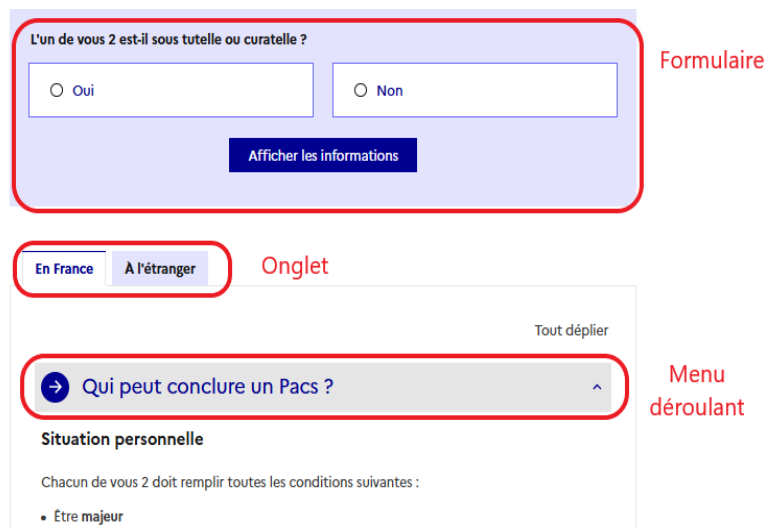 L'un de vous 2 est-il sous tutelle ou curatelle ?
Formulaire
Oui
Non
Afficher les informations
En France
À l'étranger
Onglet
Tout déplier
Qui peut conclure un Pacs ?
Menu
déroulant
Situation personnelle
Chacun de vous 2 doit remplir toutes les conditions suivantes :
• Être majeur